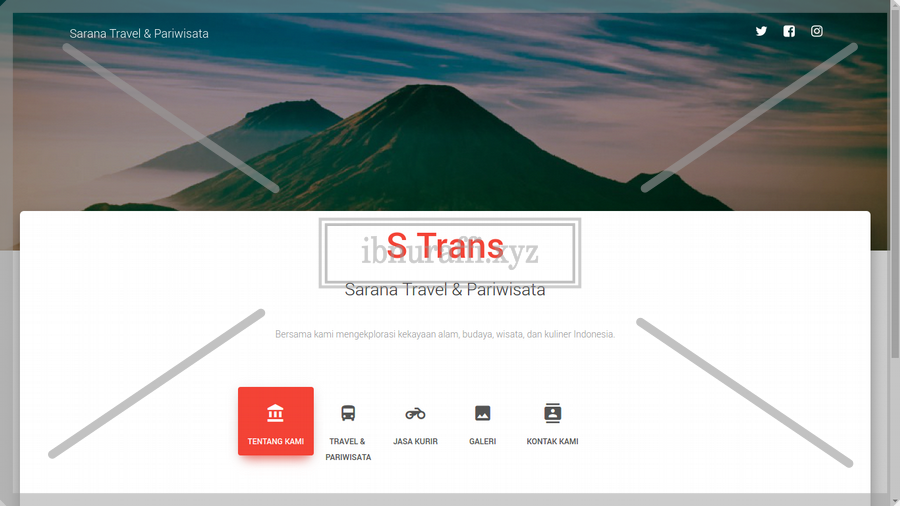 Sarana Travel & Pariwisata
S Trans
ibnuraffi.xyz
Sarana Travel & Pariwisata
Bersama kami mengekplorasi kekayaan alam, budaya, wisata, dan kuliner Indonesia.
TENTANG KAMI
TRAVEL &
PARIWISATA
JASA KURIR
GALERI
KONTAK KAMI